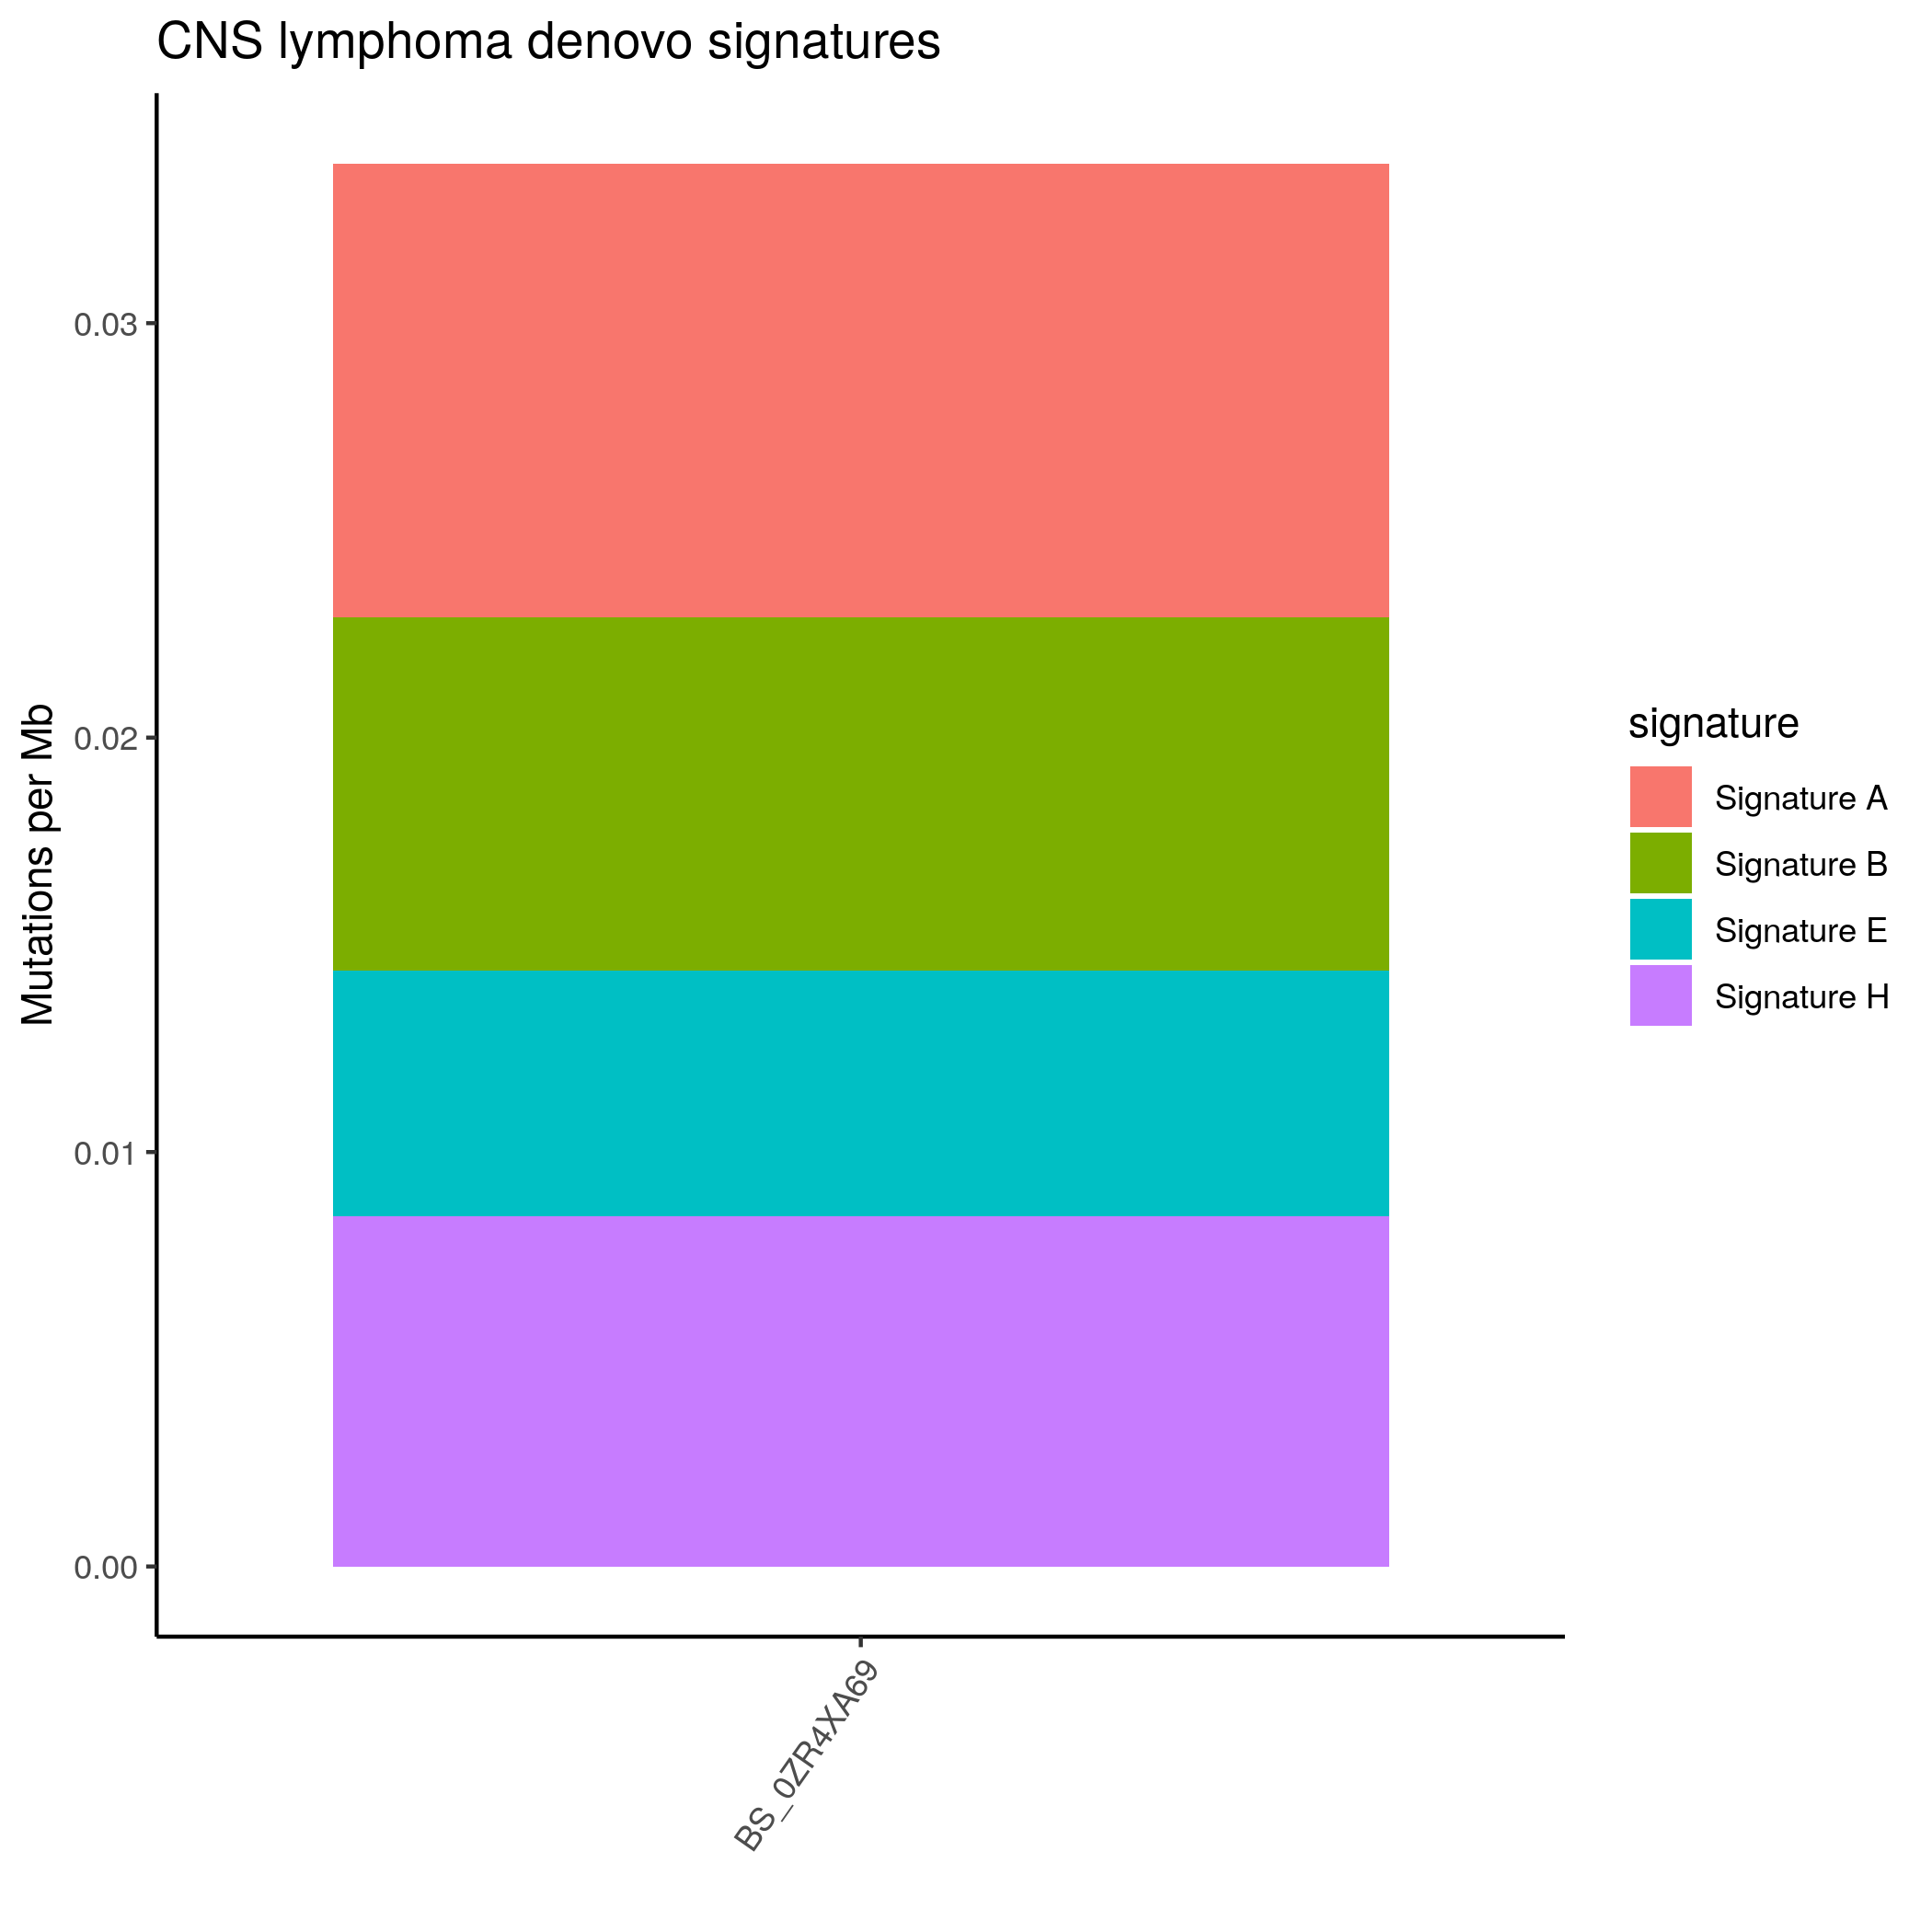 CNS lymphoma denovo signatures
Mutations per Mb
0.03
0.02
0.01
0.00
BS_0ZR4XA69
signature
Signature A
Signature B
Signature E
Signature H